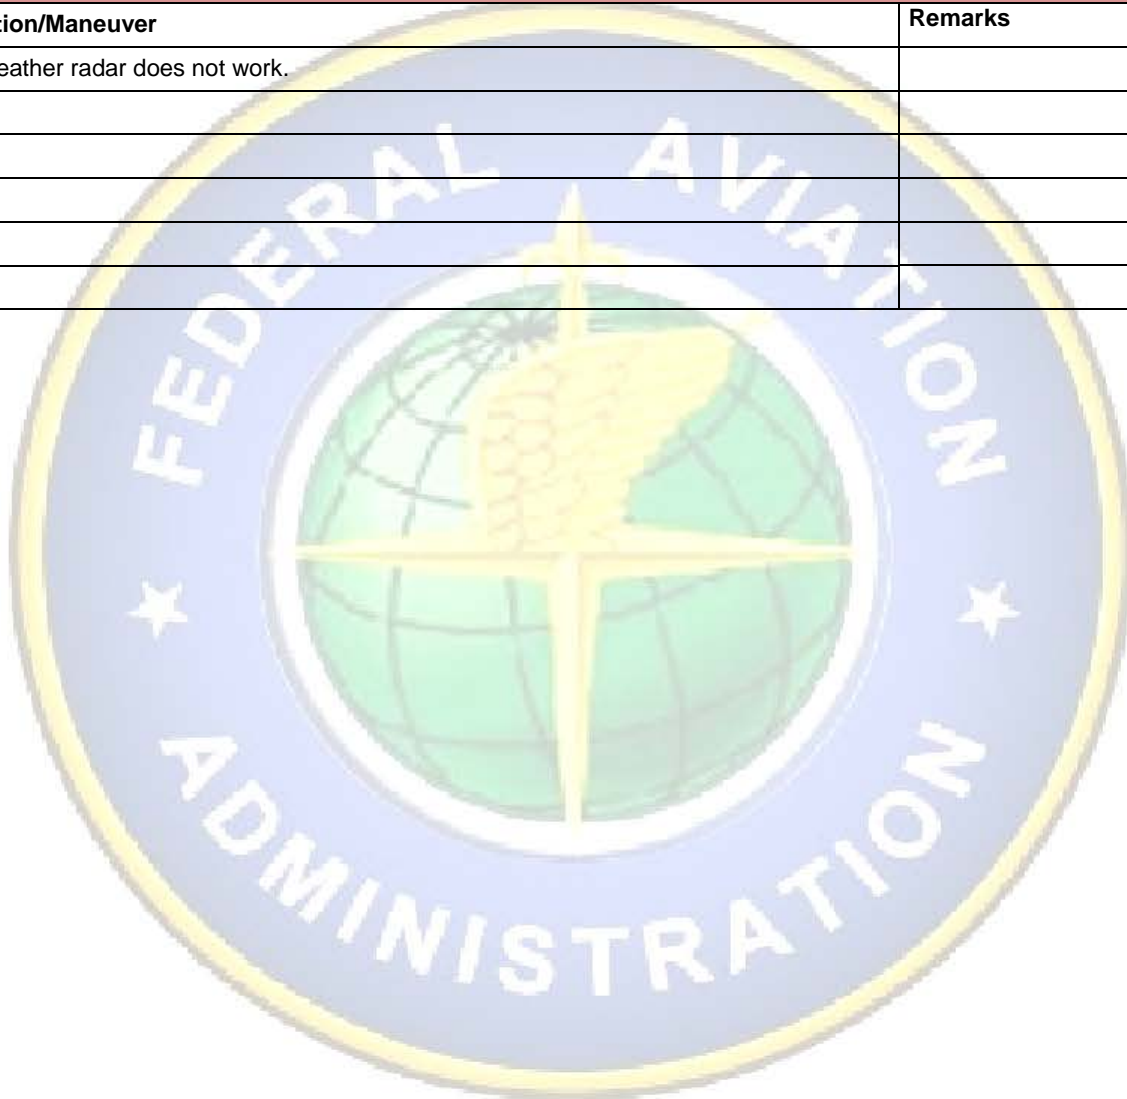 tion/Maneuver Remarks
eather radar does not work.
FEDERAL AVIATION
ADMINISTRATION